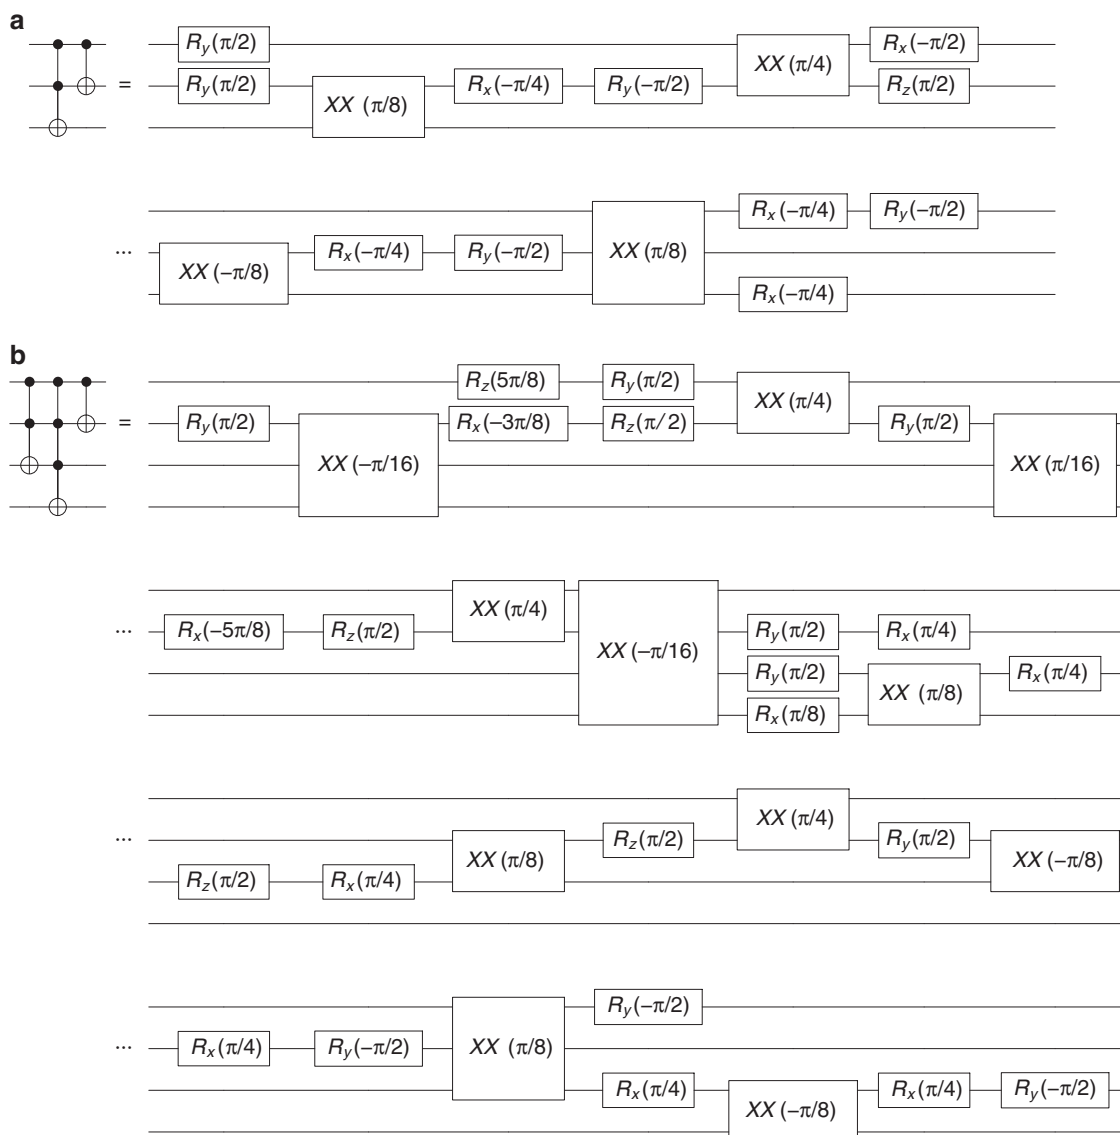 a
R_y(π/2) R_x(−π/2)
= R_y(π/2) XX (π/8) R_x(−π/4) R_y(−π/2) XX (π/4) R_z(π/2)
R_x(−π/4) R_y(−π/2)
... XX (−π/8) R_x(−π/4) R_y(−π/2) XX (π/8)
R_x(−π/4)
b
R_z(5π/8) R_y(π/2) XX (π/4)
= R_y(π/2) R_x(−3π/8) R_z(π/2) R_y(π/2)
XX (−π/16) XX (π/16)
XX (π/4)
... R_x(−5π/8) R_z(π/2) XX (−π/16) R_y(π/2) R_x(π/4)
R_y(π/2) R_x(π/4)
R_x(π/8) XX (π/8)
XX (π/4)
... XX (π/8) R_z(π/2) R_y(π/2) XX (−π/8)
R_z(π/2) R_x(π/4)
R_y(−π/2)
... R_x(π/4) R_y(−π/2) XX (π/8)
R_x(π/4) XX (−π/8) R_x(π/4) R_y(−π/2)